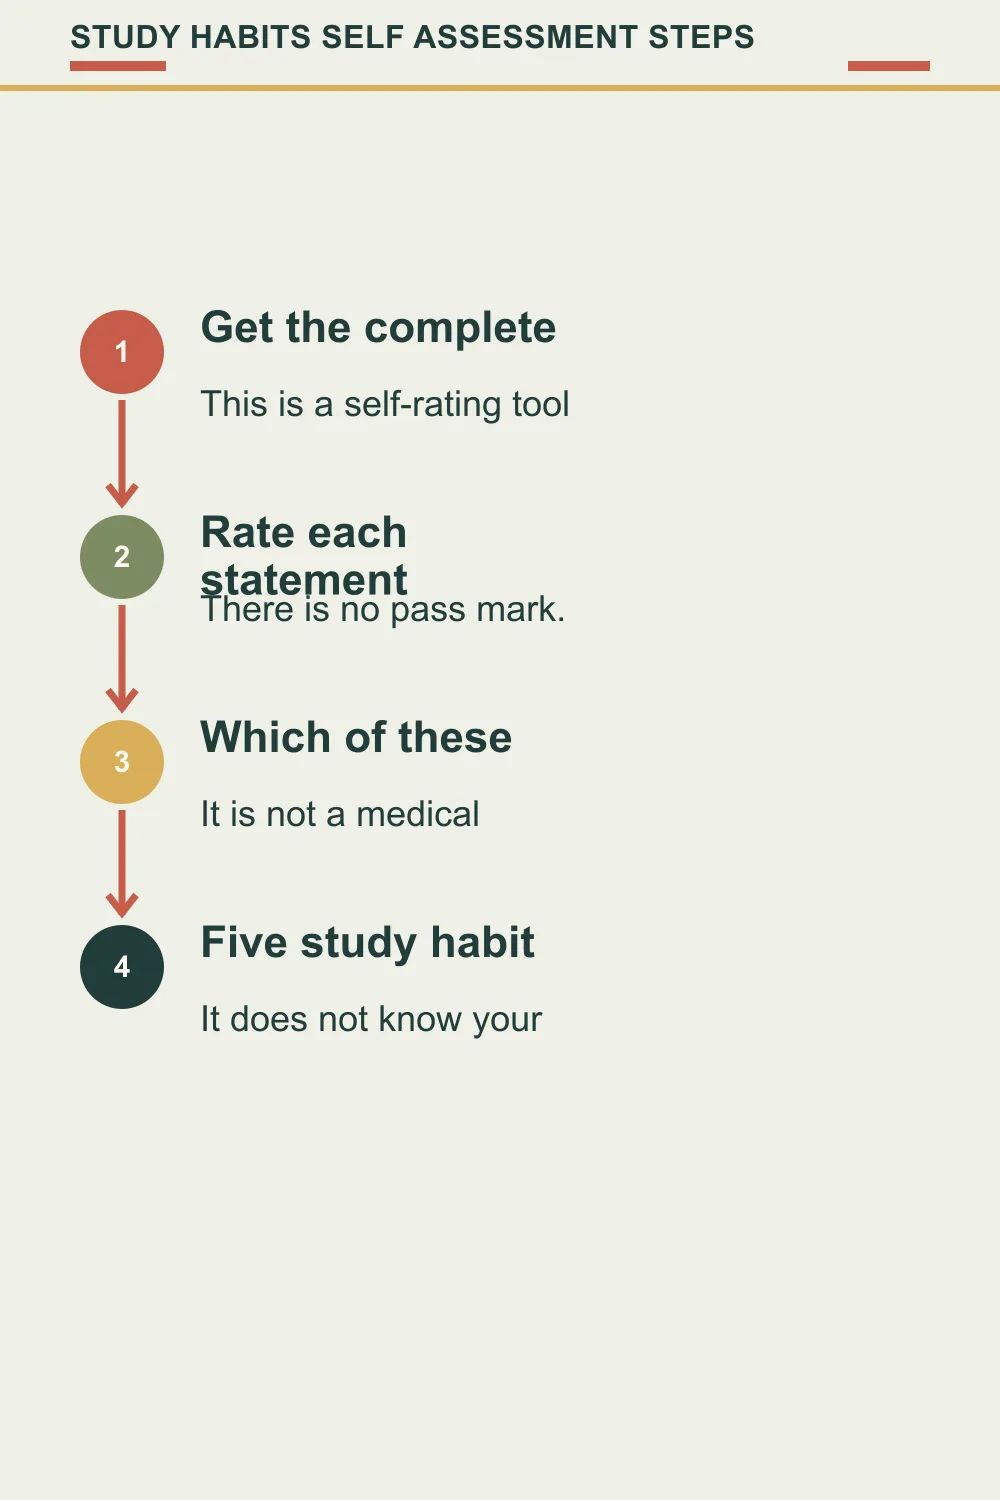 STUDY HABITS SELF ASSESSMENT STEPS
1
Get the complete
This is a self-rating tool
2
Rate each
statement
There is no pass mark.
3
Which of these
It is not a medical
4
Five study habit
It does not know your